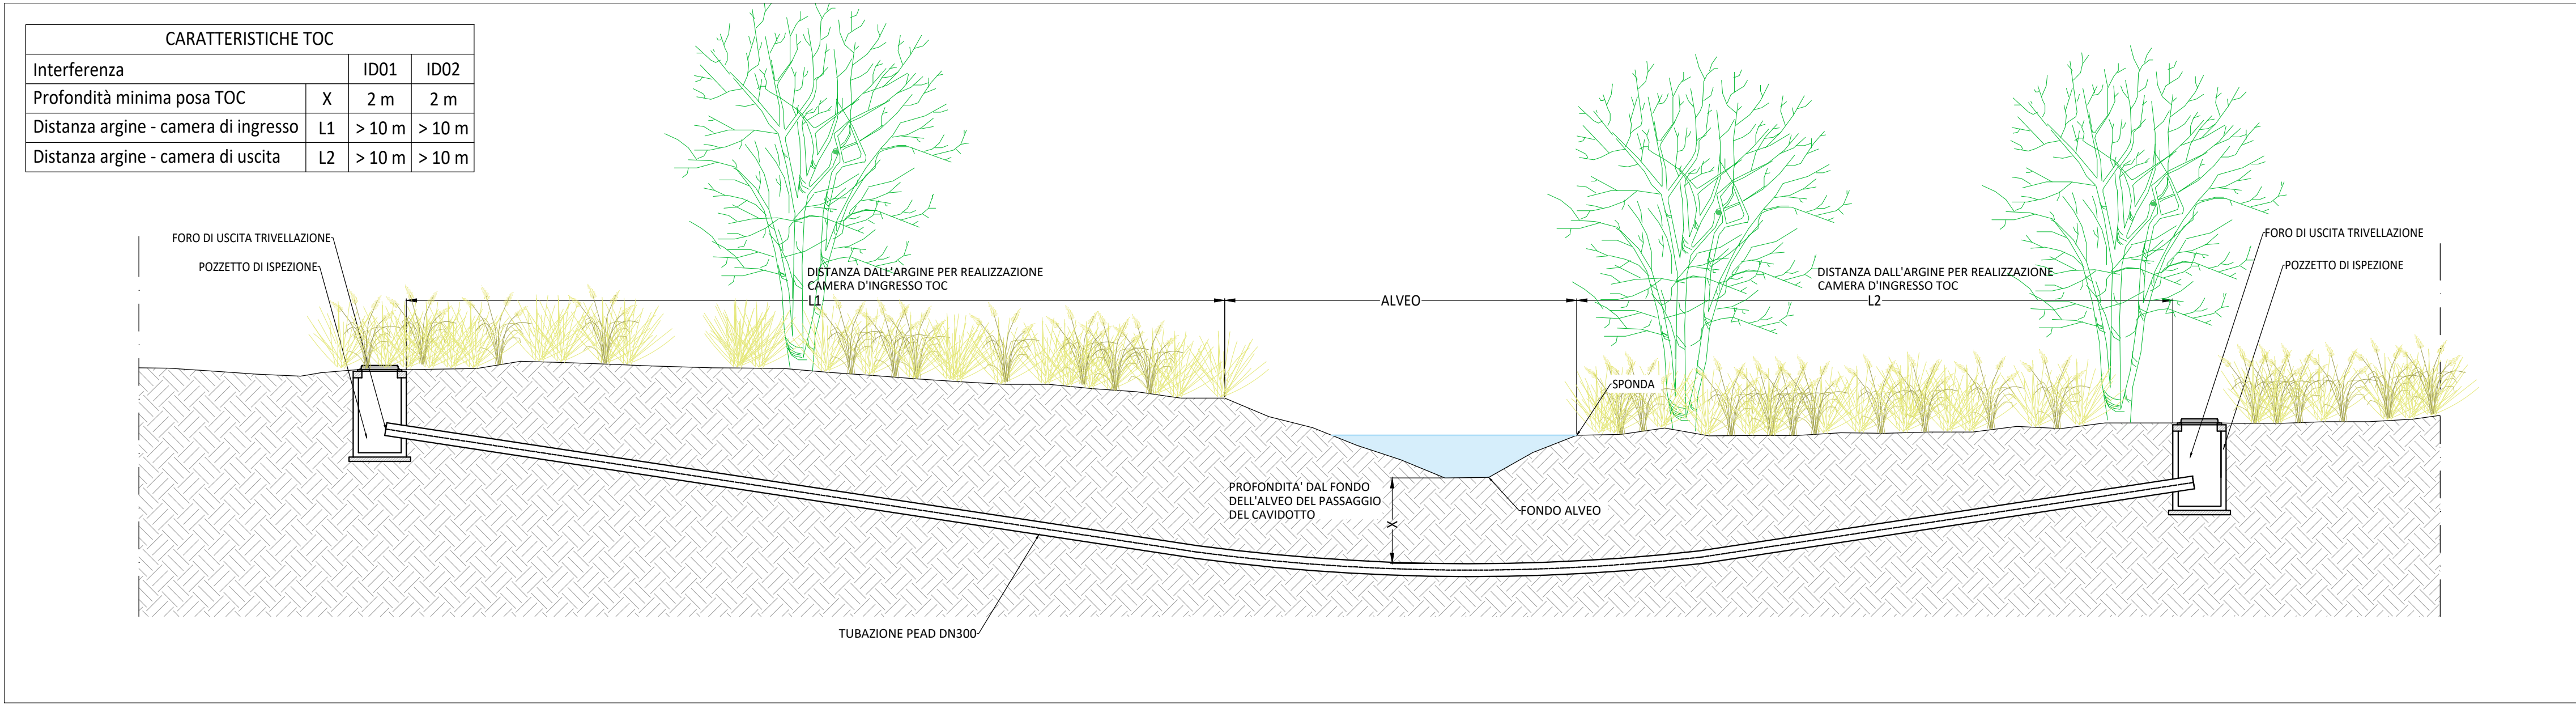 CARATTERISTICHE TOC
Interferenza ID01 ID02
Profondità minima posa TOC X 2 m 2 m
Distanza argine - camera di ingresso L1 > 10 m > 10 m
Distanza argine - camera di uscita L2 > 10 m > 10 m
FORO DI USCITA TRIVELLAZIONE
POZZETTO DI ISPEZIONE
DISTANZA DALL'ARGINE PER REALIZZAZIONE
CAMERA D'INGRESSO TOC
L1
ALVEO
DISTANZA DALL'ARGINE PER REALIZZAZIONE
CAMERA D'INGRESSO TOC
L2
FORO DI USCITA TRIVELLAZIONE
POZZETTO DI ISPEZIONE
SPONDA
PROFONDITA' DAL FONDO
DELL'ALVEO DEL PASSAGGIO
DEL CAVIDOTTO
X
FONDO ALVEO
TUBAZIONE PEAD DN300